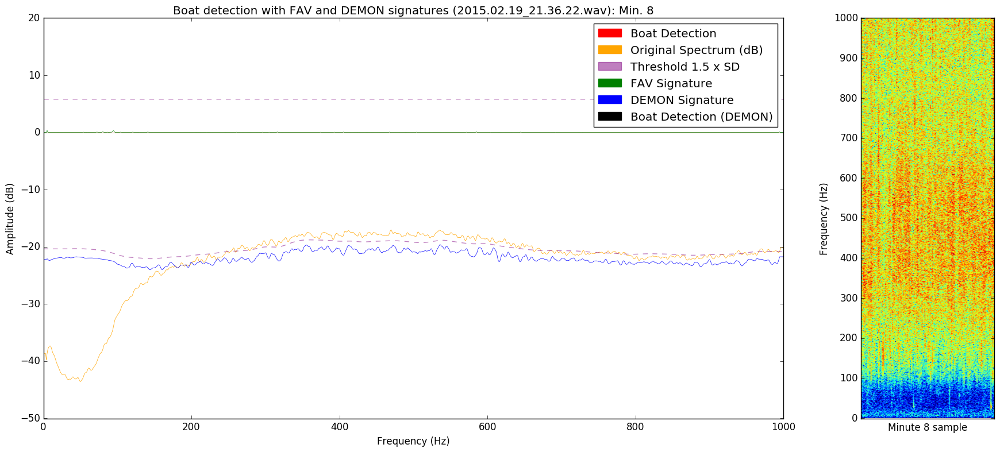 Boat detection with FAV and DEMON signatures (2015.02.19_21.36.22.wav): Min. 8
Boat Detection
Original Spectrum (dB)
Threshold 1.5 x SD
FAV Signature
DEMON Signature
Boat Detection (DEMON)
20
10
0
−10
−20
−30
−40
−50
Amplitude (dB)
0
200
400
600
800
1000
Frequency (Hz)
1000
900
800
700
600
500
400
300
200
100
0
Frequency (Hz)
Minute 8 sample